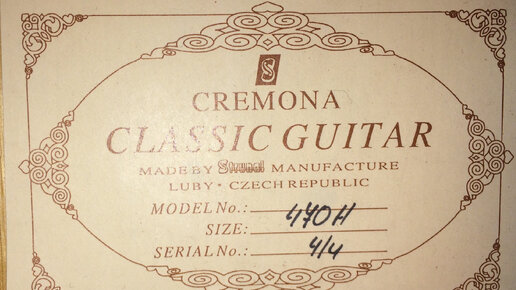 S
CREMONA
CLASSIC GUITAR
MADE BY Strunal MANUFACTURE
LUBY • CZECH REPUBLIC
MODEL No.: 470H
SIZE: 4/4
SERIAL No.: